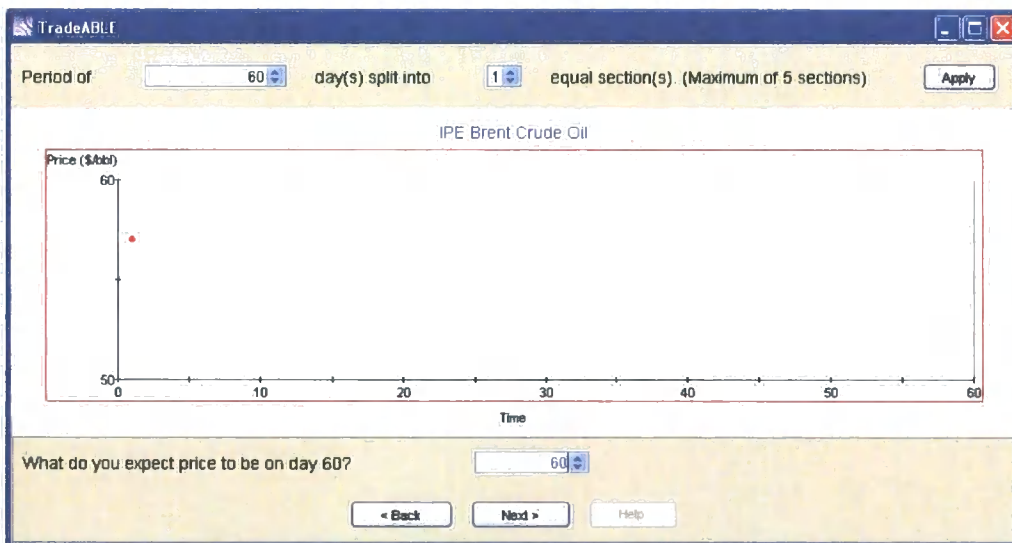 TradeABLE
Period of 60 day(s) split into 1 equal section(s). (Maximum of 5 sections) Apply
IPE Brent Crude Oil
Price ($/bbl)
60
50
0 10 20 30 40 50 60
Time
What do you expect price to be on day 60? 60
< Back Next > Help